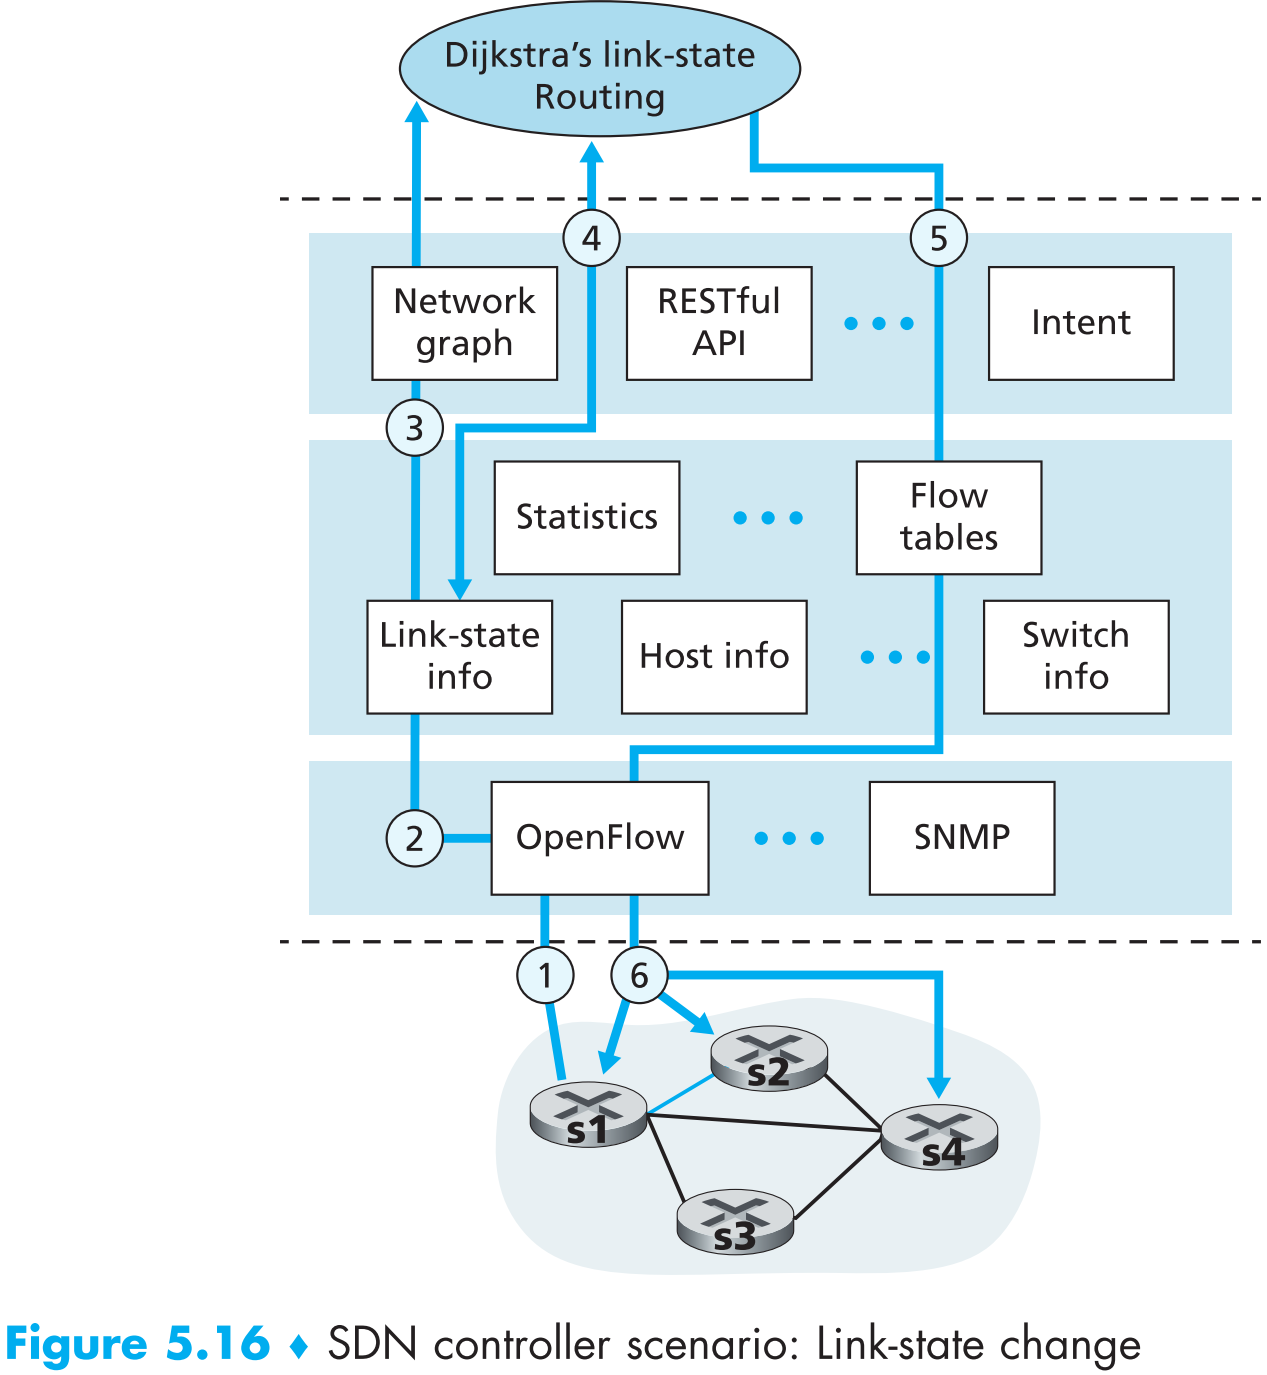 Dijkstra's link-state
Routing
4
5
Network
graph
RESTful
API
Intent
3
Statistics
Flow
tables
Link-state
info
Host info
Switch
info
2
OpenFlow
SNMP
1
6
s2
s1
s4
s3
Figure 5.16 ♦ SDN controller scenario: Link-state change